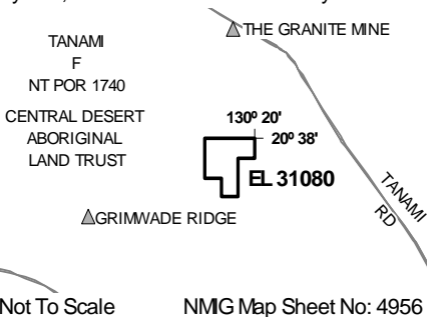 THE GRANITE MINE
TANAMI
F
NT POR 1740
CENTRAL DESERT
ABORIGINAL
LAND TRUST
130º 20'
20º 38'
EL 31080
TANAMI
RD
GRIMWADE RIDGE
Not To Scale
NMIG Map Sheet No: 4956